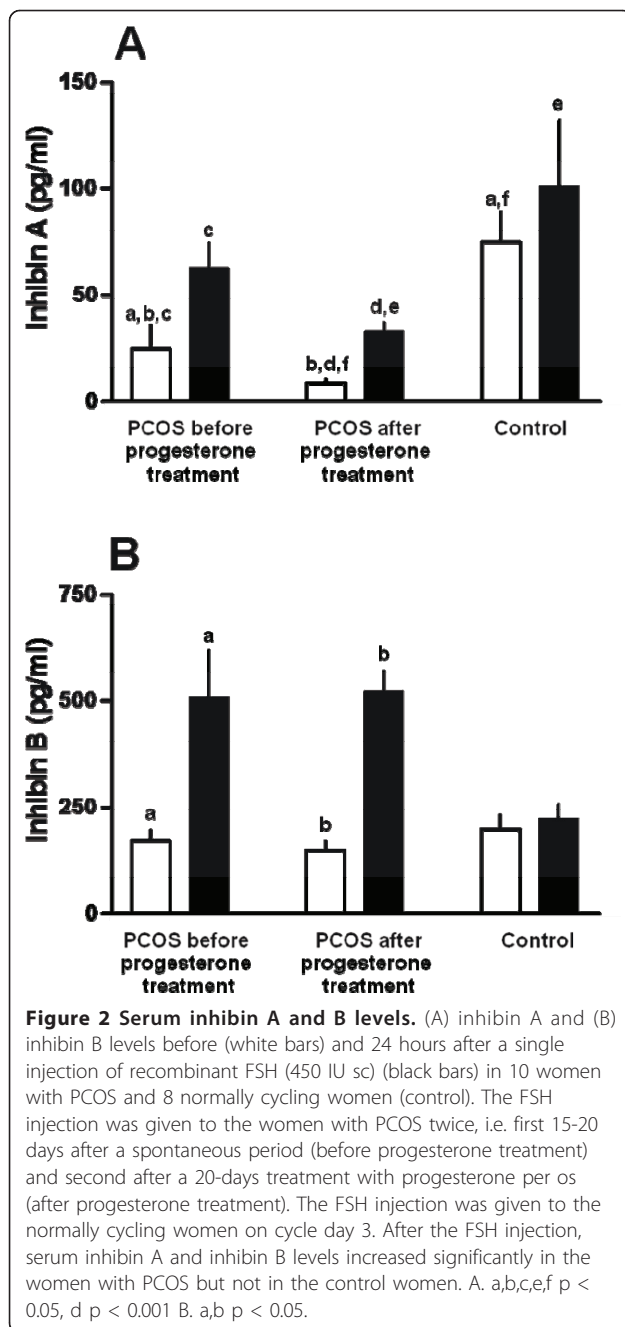 A
Inhibin A (pg/ml)
150
100
50
0
a,b,c
c
b,d,f
d,e
a,f
e
PCOS before progesterone treatment
PCOS after progesterone treatment
Control
B
Inhibin B (pg/ml)
750
500
250
0
a
a
b
b
PCOS before progesterone treatment
PCOS after progesterone treatment
Control
Figure 2 Serum inhibin A and B levels. (A) inhibin A and (B)
inhibin B levels before (white bars) and 24 hours after a single
injection of recombinant FSH (450 IU sc) (black bars) in 10 women
with PCOS and 8 normally cycling women (control). The FSH
injection was given to the women with PCOS twice, i.e. first 15-20
days after a spontaneous period (before progesterone treatment)
and second after a 20-days treatment with progesterone per os
(after progesterone treatment). The FSH injection was given to the
normally cycling women on cycle day 3. After the FSH injection,
serum inhibin A and inhibin B levels increased significantly in the
women with PCOS but not in the control women. A. a,b,c,e,f p <
0.05, d p < 0.001 B. a,b p < 0.05.